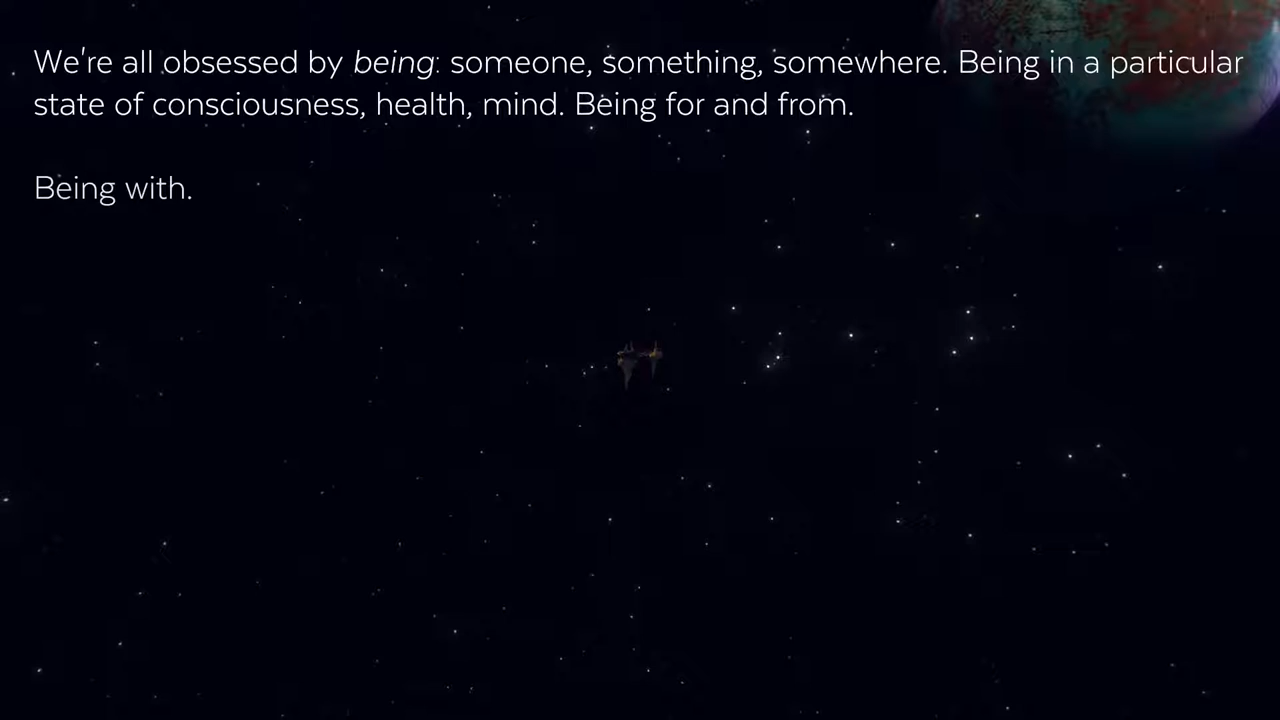 We're all obsessed by being: someone, something, somewhere. Being in a particular
state of consciousness, health, mind. Being for and from.
Being with.